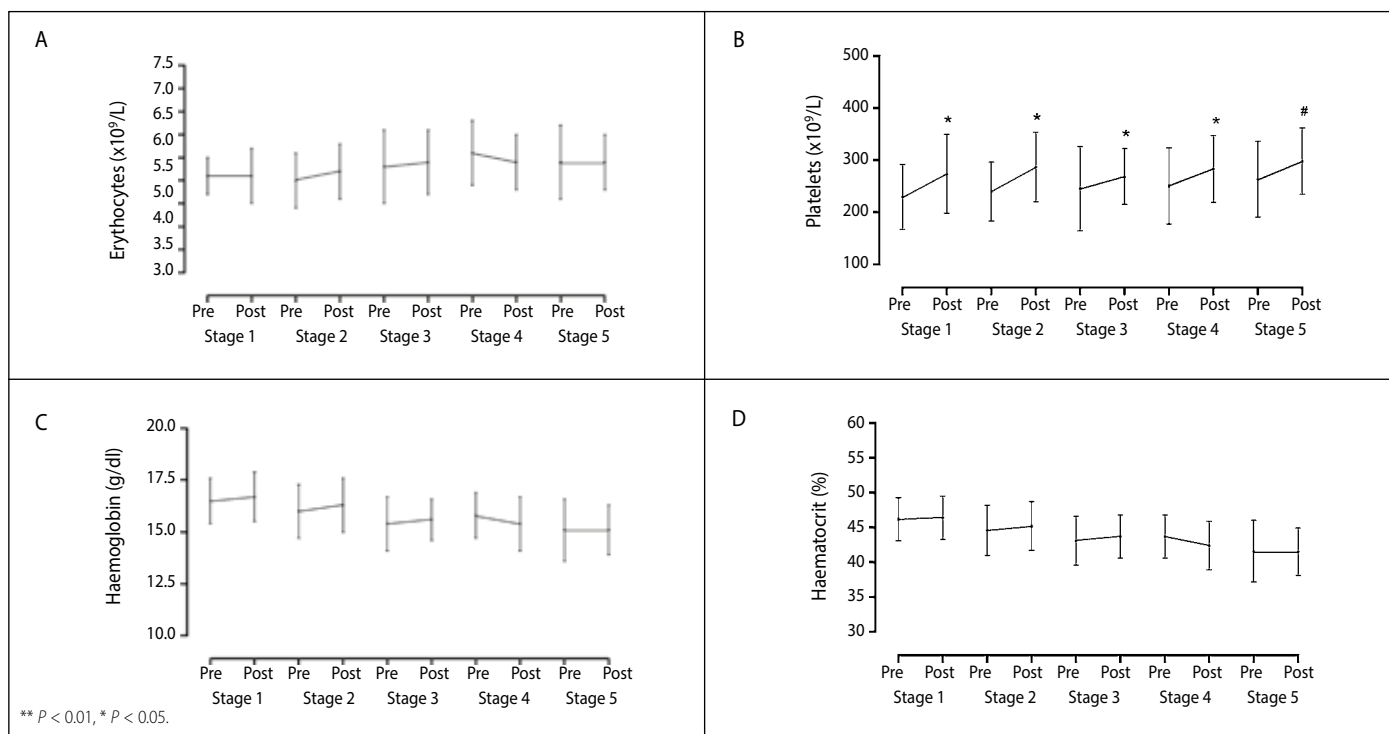 A
Erythocytes (x10⁹/L)
7.5
6.0
6.5
6.0
5.5
5.0
4.0
3.5
3.0
Pre Post Pre Post Pre Post Pre Post Pre Post
Stage 1 Stage 2 Stage 3 Stage 4 Stage 5
B
Platelets (x10⁹/L)
500
400
300
200
100
* * * * #
Pre Post Pre Post Pre Post Pre Post Pre Post
Stage 1 Stage 2 Stage 3 Stage 4 Stage 5
C
Haemoglobin (g/dl)
20.0
17.5
15.0
12.5
10.0
Pre Post Pre Post Pre Post Pre Post Pre Post
Stage 1 Stage 2 Stage 3 Stage 4 Stage 5
** P < 0.01, * P < 0.05.
D
Haematocrit (%)
60
55
50
45
40
35
30
Pre Post Pre Post Pre Post Pre Post Pre Post
Stage 1 Stage 2 Stage 3 Stage 4 Stage 5